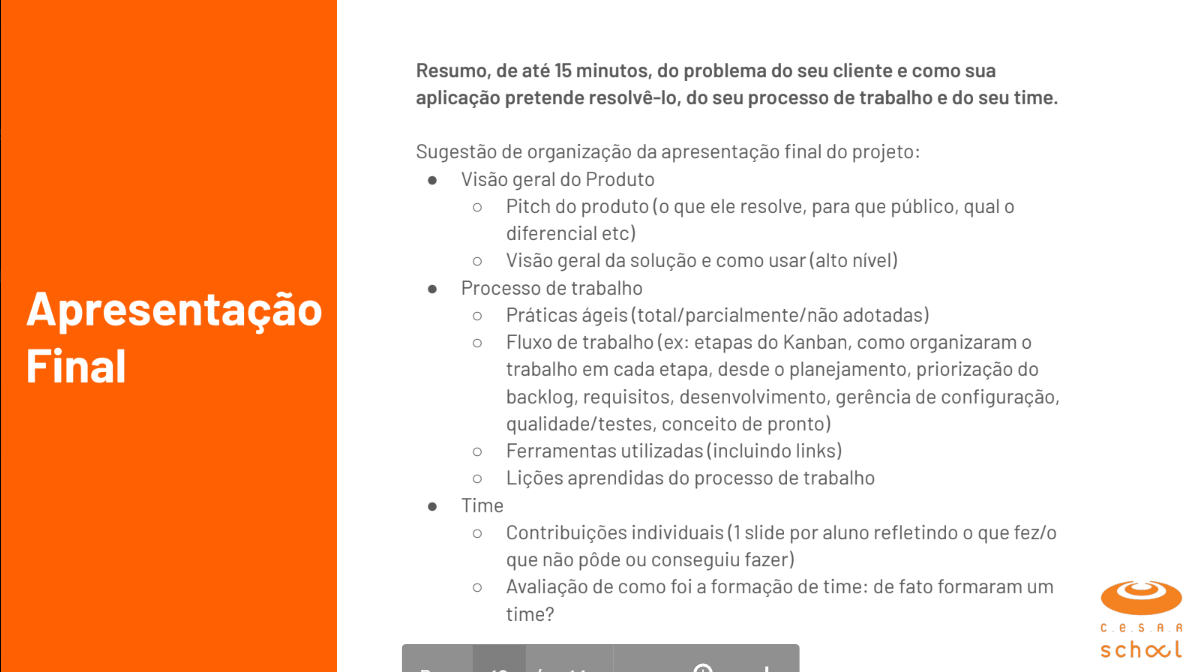 Apresentação
Final
Resumo, de até 15 minutos, do problema do seu cliente e como sua
aplicação pretende resolvê-lo, do seu processo de trabalho e do seu time.
Sugestão de organização da apresentação final do projeto:
● Visão geral do Produto
○ Pitch do produto (o que ele resolve, para que público, qual o
diferencial etc)
○ Visão geral da solução e como usar (alto nível)
● Processo de trabalho
○ Práticas ágeis (total/parcialmente/não adotadas)
○ Fluxo de trabalho (ex: etapas do Kanban, como organizaram o
trabalho em cada etapa, desde o planejamento, priorização do
backlog, requisitos, desenvolvimento, gerência de configuração,
qualidade/testes, conceito de pronto)
○ Ferramentas utilizadas (incluindo links)
○ Lições aprendidas do processo de trabalho
● Time
○ Contribuições individuais (1 slide por aluno refletindo o que fez/o
que não pôde ou conseguiu fazer)
○ Avaliação de como foi a formação de time: de fato formaram um
time?
c.e.s.a.r
school